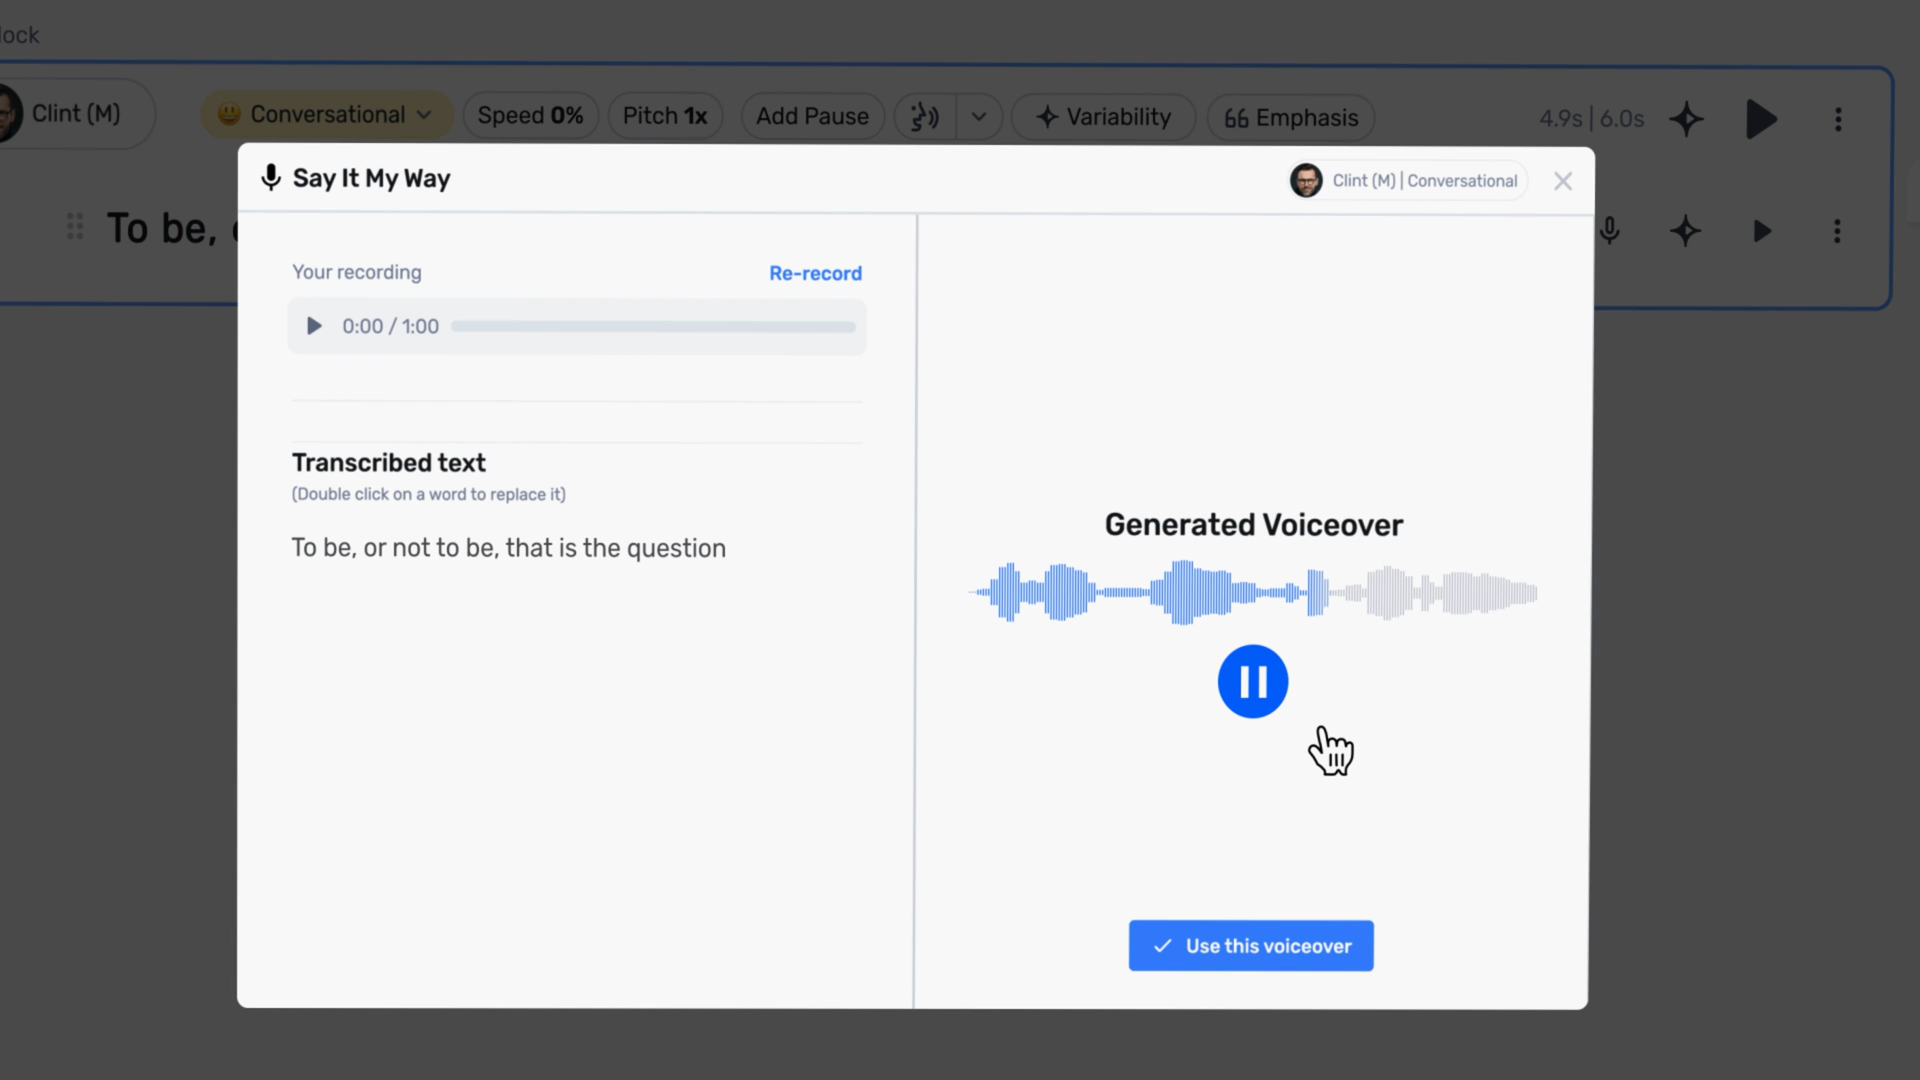 lock
Clint (M)
Conversational
Speed 0%
Pitch 1x
Add Pause
Variability
Emphasis
4.9s | 6.0s
To be,
Say It My Way
Clint (M) | Conversational
Your recording
Re-record
0:00 / 1:00
Transcribed text
(Double click on a word to replace it)
To be, or not to be, that is the question
Generated Voiceover
Use this voiceover